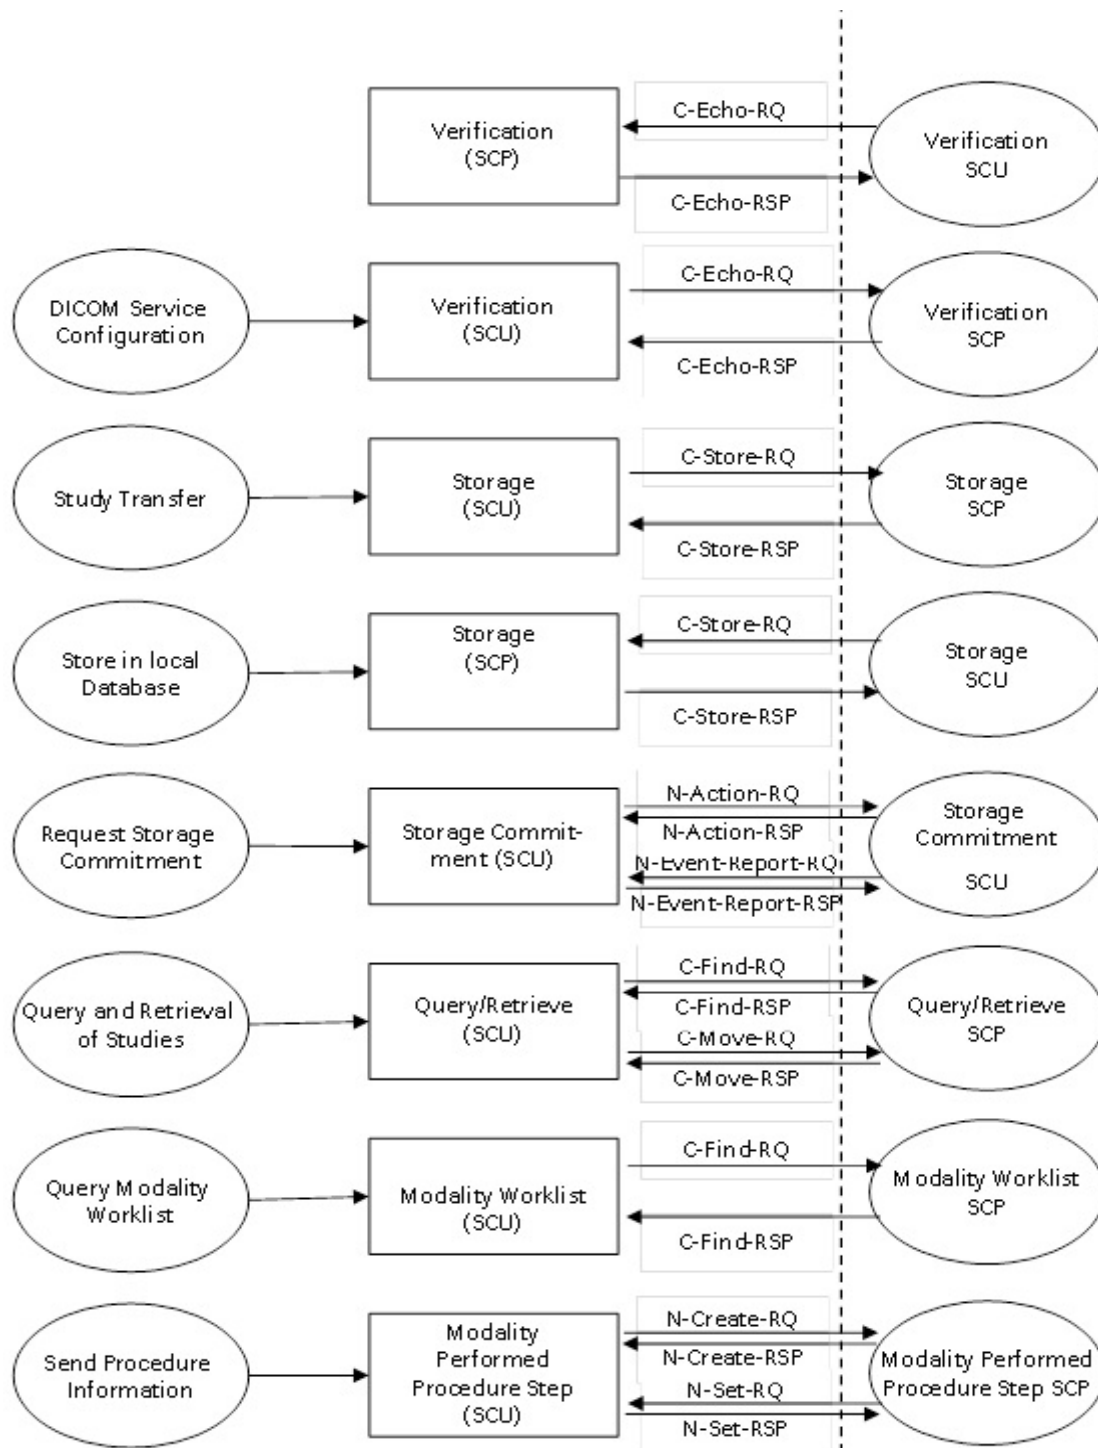 C-Echo-RQ
Verification
(SCP)
Verification
SCU
C-Echo-RSP
DICOM Service
Configuration
Verification
(SCU)
C-Echo-RQ
C-Echo-RSP
Verification
SCP
Study Transfer
Storage
(SCU)
C-Store-RQ
C-Store-RSP
Storage
SCP
Store in local
Database
Storage
(SCP)
C-Store-RQ
C-Store-RSP
Storage
SCU
Request Storage
Commitment
Storage Commit-
ment (SCU)
N-Action-RQ
N-Action-RSP
N-Event-Report-RQ
N-Event-Report-RSP
Storage
Commitment
SCU
Query and Retrieval
of Studies
Query/Retrieve
(SCU)
C-Find-RQ
C-Find-RSP
C-Move-RQ
C-Move-RSP
Query/Retrieve
SCP
Query Modality
Worklist
Modality Worklist
(SCU)
C-Find-RQ
C-Find-RSP
Modality Worklist
SCP
Send Procedure
Information
Modality
Performed
Procedure Step
(SCU)
N-Create-RQ
N-Create-RSP
N-Set-RQ
N-Set-RSP
Modality Performed
Procedure Step SCP